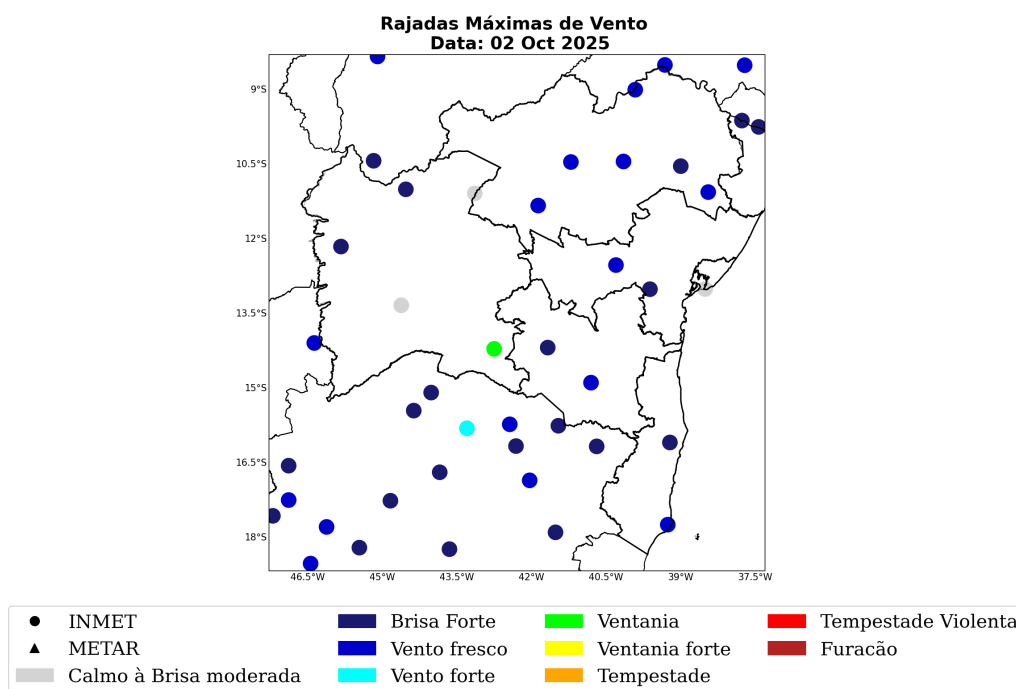 Rajadas Máximas de Vento
Data: 02 Oct 2025
9°S
10.5°S
12°S
13.5°S
15°S
16.5°S
18°S
46.5°W 45°W 43.5°W 42°W 40.5°W 39°W 37.5°W
INMET Brisa Forte Ventania Tempestade Violenta
METAR Vento fresco Ventania forte Furacão
Calmo à Brisa moderada Vento forte Tempestade